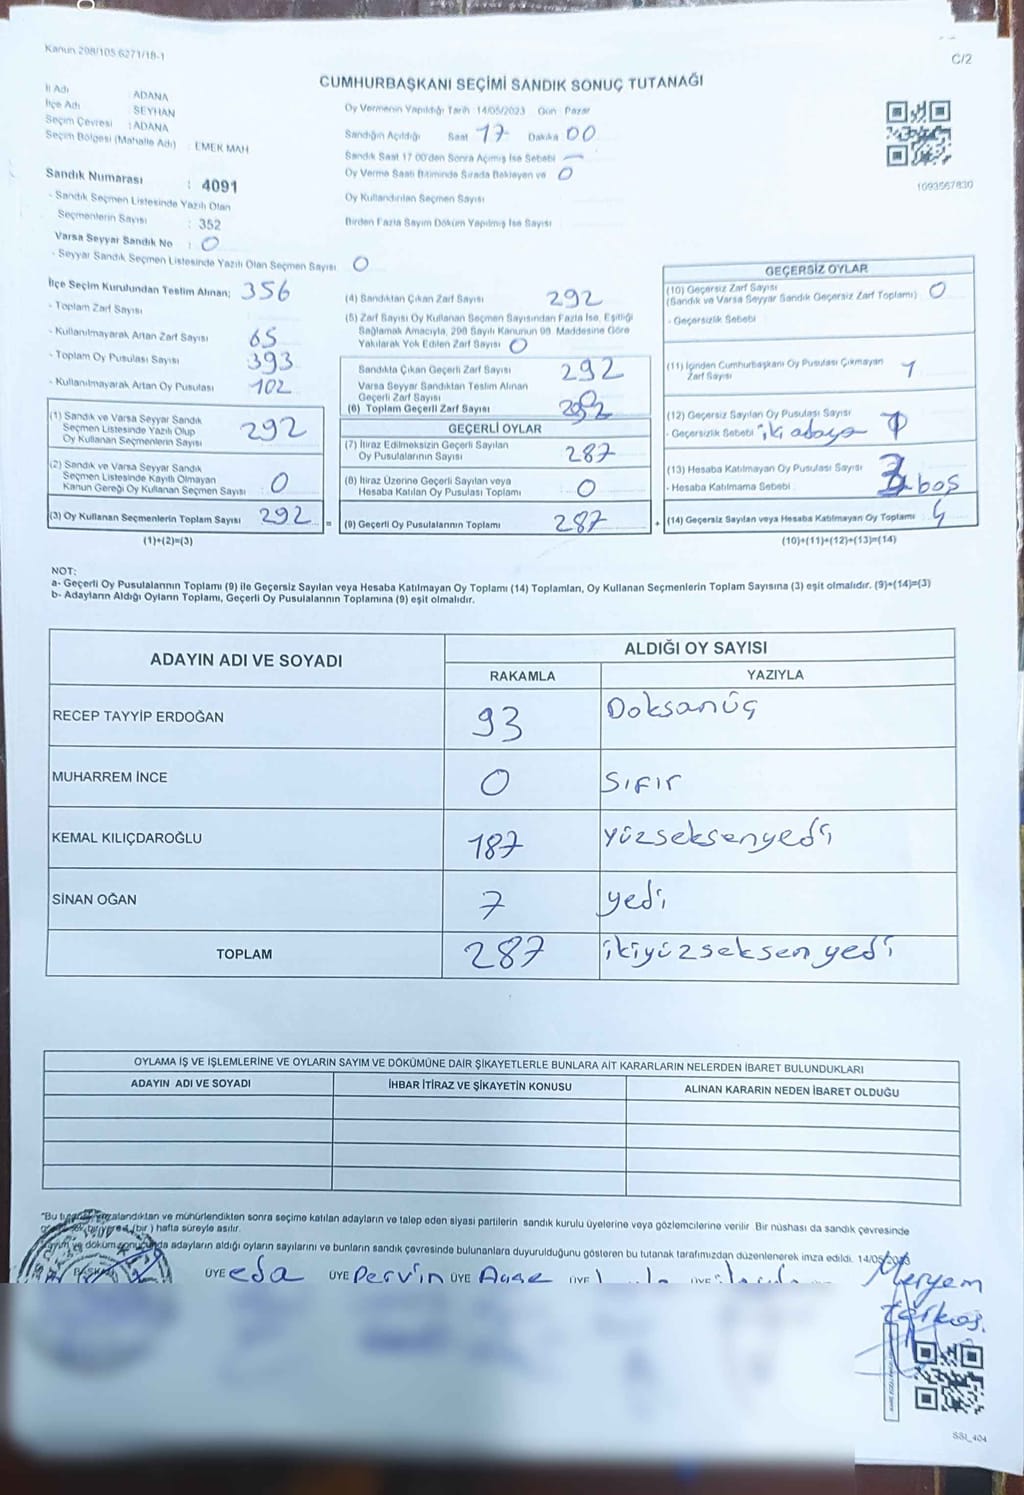 Kanun 298/105 6271/18-1
C/2
CUMHURBAŞKANI SEÇİMİ SANDIK SONUÇ TUTANAĞI
İl Adı : ADANA
İlçe Adı : SEYHAN
Seçim Çevresi : ADANA
Seçim Bölgesi (Mahalle Adı) : EMEK MAH
Sandık Numarası : 4091
- Sandık Seçmen Listesinde Yazılı Olan
Seçmenlerin Sayısı : 352
Varsa Seyyar Sandık No : 0
- Seyyar Sandık Seçmen Listesinde Yazılı Olan Seçmen Sayısı 0
Oy Vermenin Yapıldığı Tarih :14/05/2023 Gün : Pazar
Sandığın Açıldığı Saat 17 Dakika 00
Sandık Saat 17 00'den Sonra Açımış İse Sebebi —
Oy Verme Saati Bitiminde Sırada Bekleyen ve 0
Oy Kullandırılan Seçmen Sayısı
Birden Fazla Sayım Döküm Yapılmış İse Sayısı
1093567830
İlçe Seçim Kurulundan Teslim Alınan; 356
- Toplam Zarf Sayısı
- Kullanılmayarak Artan Zarf Sayısı 65
- Toplam Oy Pusulası Sayısı 393
- Kullanılmayarak Artan Oy Pusulası 102
(1) Sandık ve Varsa Seyyar Sandık
Seçmen Listesinde Yazılı Olup
Oy Kullanan Seçmenlerin Sayısı 292
(2) Sandık ve Varsa Seyyar Sandık
Seçmen Listesinde Kayıtlı Olmayan
Kanun Gereği Oy Kullanan Seçmen Sayısı 0
(3) Oy Kullanan Seçmenlerin Toplam Sayısı 292 =
(1)+(2)=(3)
(4) Sandıktan Çıkan Zarf Sayısı 292
(5) Zarf Sayısı Oy Kullanan Seçmen Sayısından Fazla İse, Eşitliği
Sağlamak Amacıyla, 298 Sayılı Kanunun 98. Maddesine Göre
Yakılarak Yok Edilen Zarf Sayısı 0
Sandıkta Çıkan Geçerli Zarf Sayısı 292
Varsa Seyyar Sandıktan Teslim Alınan
Geçerli Zarf Sayısı
(6) Toplam Geçerli Zarf Sayısı 292
GEÇERLİ OYLAR
(7) İtiraz Edilmeksizin Geçerli Sayılan
Oy Pusulalarının Sayısı 287
(8) İtiraz Üzerine Geçerli Sayılan veya
Hesaba Katılan Oy Pusulası Toplamı 0
(9) Geçerli Oy Pusulalarının Toplamı 287 +
GEÇERSİZ OYLAR
(10) Geçersiz Zarf Sayısı
(Sandık ve Varsa Seyyar Sandık Geçersiz Zarf Toplamı) 0
- Geçersizlik Sebebi
(11) İçinden Cumhurbaşkanı Oy Pusulası Çıkmayan
Zarf Sayısı 1
(12) Geçersiz Sayılan Oy Pusulası Sayısı
- Geçersizlik Sebebi iki adaya 1
(13) Hesaba Katılmayan Oy Pusulası Sayısı 3
- Hesaba Katılmama Sebebi boş
(14) Geçersiz Sayılan veya Hesaba Katılmayan Oy Toplamı
(10)+(11)+(12)+(13)=(14)
NOT:
a- Geçerli Oy Pusulalarının Toplamı (9) ile Geçersiz Sayılan veya Hesaba Katılmayan Oy Toplamı (14) Toplamları, Oy Kullanan Seçmenlerin Toplam Sayısına (3) eşit olmalıdır. (9)+(14)=(3)
b- Adayların Aldığı Oyların Toplamı, Geçerli Oy Pusulalarının Toplamına (9) eşit olmalıdır.
ADAYIN ADI VE SOYADI
ALDIĞI OY SAYISI
RAKAMLA YAZIYLA
RECEP TAYYİP ERDOĞAN 93 Doksanüç
MUHARREM İNCE 0 Sıfır
KEMAL KILIÇDAROĞLU 187 yüzseksenyedi
SİNAN OĞAN 7 yedi
TOPLAM 287 ikiyüzseksenyedi
OYLAMA İŞ VE İŞLEMLERİNE VE OYLARIN SAYIM VE DÖKÜMÜNE DAİR ŞİKAYETLERLE BUNLARA AİT KARARLARIN NELERDEN İBARET BULUNDUKLARI
ADAYIN ADI VE SOYADI İHBAR İTİRAZ VE ŞİKAYETİN KONUSU ALINAN KARARIN NEDEN İBARET OLDUĞU
imzalandıktan ve mühürlendikten sonra seçime katılan adayların ve talep eden siyasi partilerin sandık kurulu üyelerine veya gözlemcilerine verilir. Bir nüshası da sandık çevresinde
(bir) hafta süreyle asılır.
döküm sonucunda adayların aldığı oyların sayılarını ve bunların sandık çevresinde bulunanlara duyurulduğunu gösteren bu tutanak tarafımızdan düzenlenerek imza edildi. 14/05/2023
BAŞKAN ÜYE eda ÜYE Pervin ÜYE Ayşe ÜYE ÜYE Meryem
SSI_404